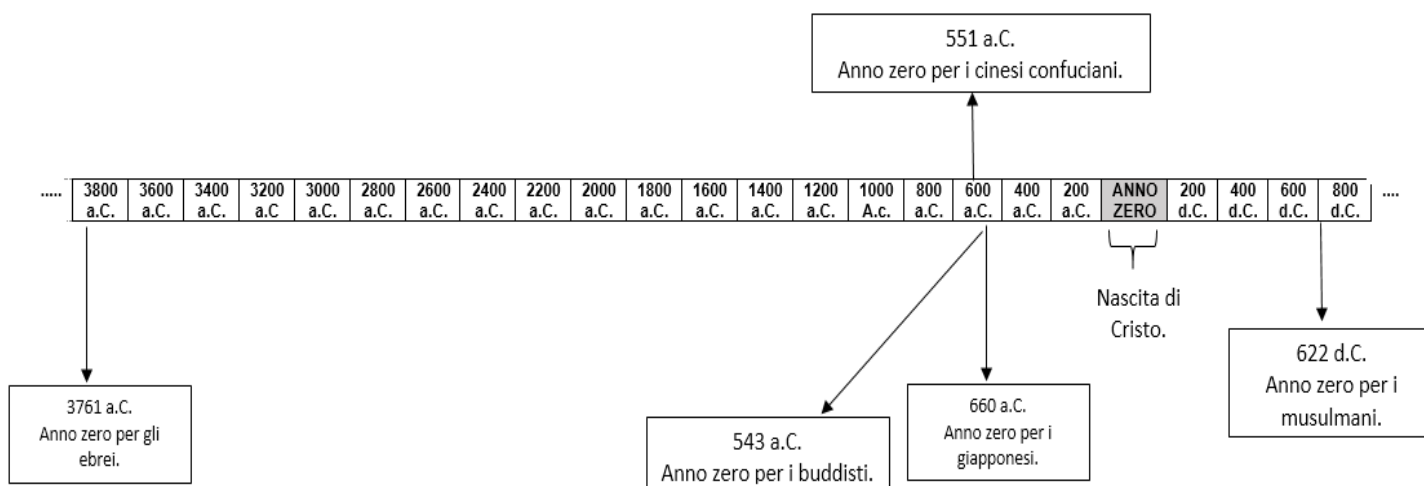 551 a.C.
Anno zero per i cinesi confuciani.
..... 3800 3600 3400 3200 3000 2800 2600 2400 2200 2000 1800 1600 1400 1200 1000 800 600 400 200 ANNO 200 400 600 800 ....
a.C. a.C. a.C. a.C a.C. a.C. a.C. a.C. a.C. a.C. a.C. a.C. a.C. a.C. A.c. a.C. a.C. a.C. a.C. ZERO d.C. d.C. d.C. d.C.
Nascita di
Cristo.
3761 a.C.
Anno zero per gli
ebrei.
543 a.C.
Anno zero per i buddisti.
660 a.C.
Anno zero per i
giapponesi.
622 d.C.
Anno zero per i
musulmani.